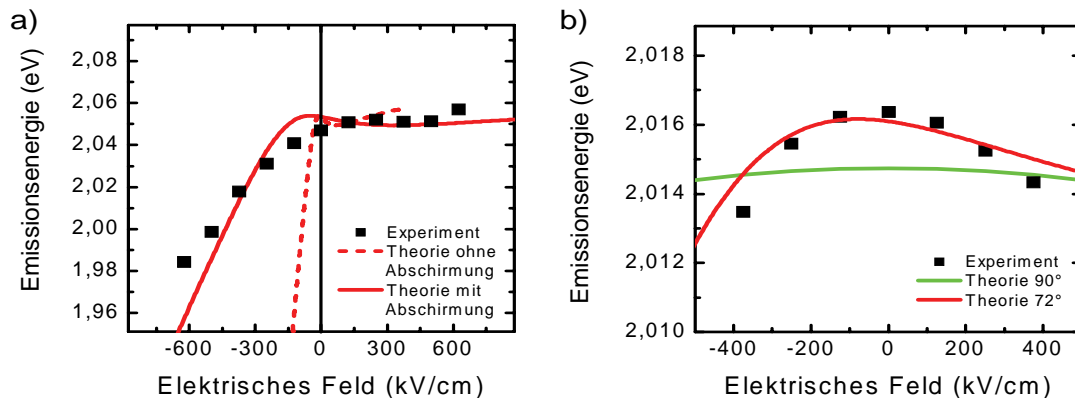 a)
Emissionsenergie (eV)
2,08
2,06
2,04
2,02
2,00
1,98
1,96
-600
-300
0
300
600
Elektrisches Feld (kV/cm)
Experiment
Theorie ohne
Abschirmung
Theorie mit
Abschirmung
b)
Emissionsenergie (eV)
2,018
2,016
2,014
2,012
2,010
-400
-200
0
200
400
Elektrisches Feld (kV/cm)
Experiment
Theorie 90°
Theorie 72°